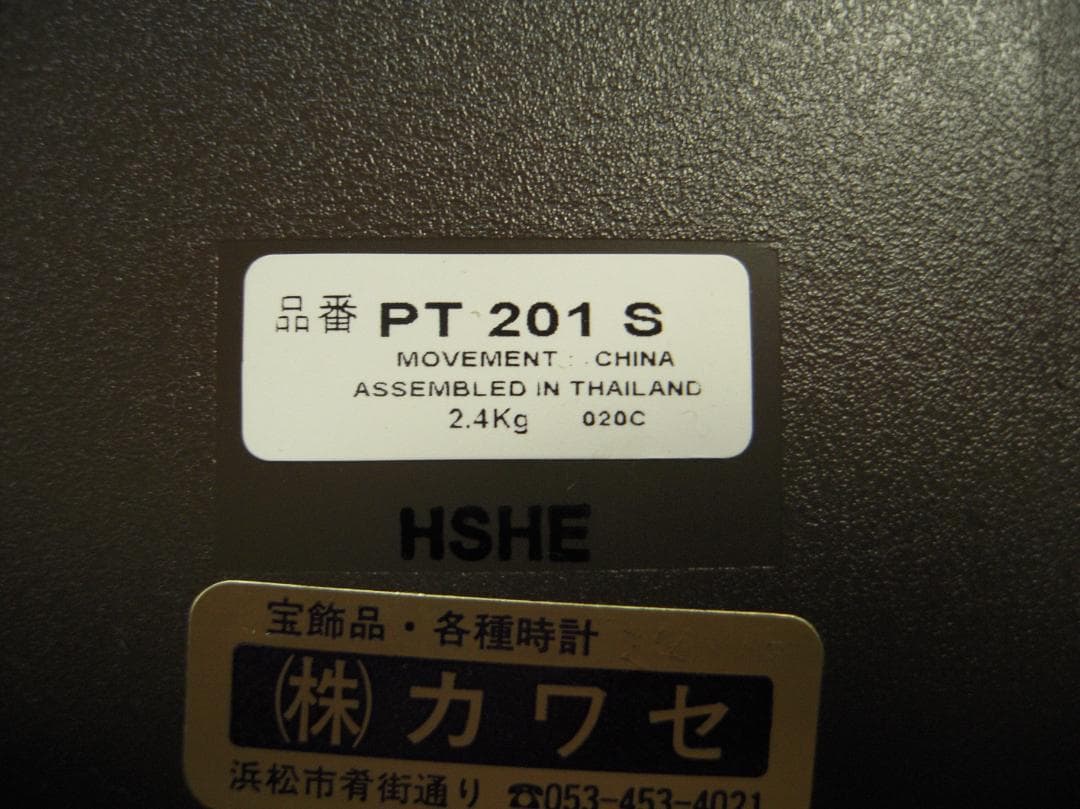 品番 PT 201 S
MOVEMENT : CHINA
ASSEMBLED IN THAILAND
2.4Kg 020C
HSHE
宝飾品・各種時計
㈱カワセ
浜松市肴街通り ☎053-453-4021